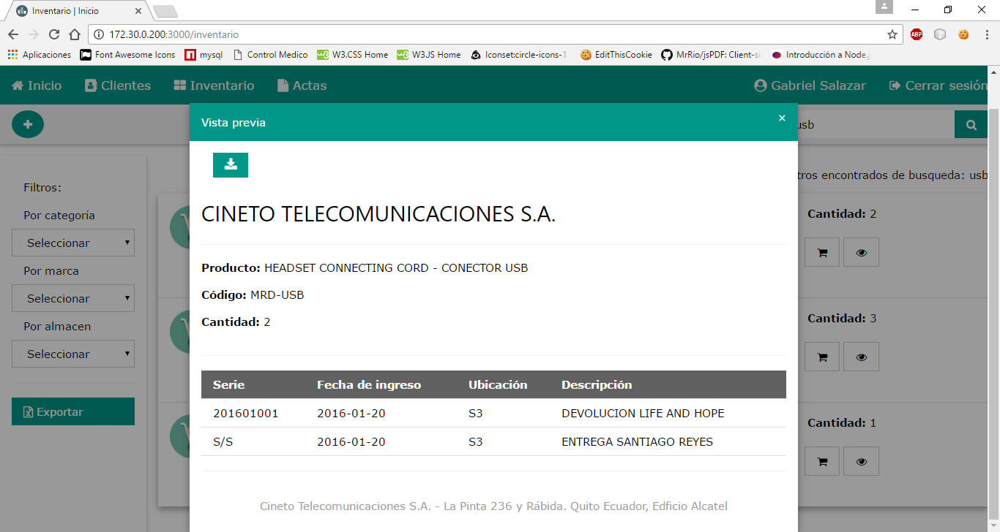 Inventario | Inicio
172.30.0.200:3000/inventario
ABP
Aplicaciones Font Awesome Icons mysql Control Medico W3.CSS Home W3.JS Home Iconsetcircle-icons-1 EditThisCookie MrRio/jsPDF: Client-si Introducción a Node.j
Inicio Clientes Inventario Actas Gabriel Salazar Cerrar sesión
Vista previa ×
usb
tros encontrados de busqueda: usb
Filtros:
Por categoría
Seleccionar
Por marca
Seleccionar
Por almacen
Seleccionar
Exportar
CINETO TELECOMUNICACIONES S.A.
Producto: HEADSET CONNECTING CORD - CONECTOR USB
Código: MRD-USB
Cantidad: 2
Serie Fecha de ingreso Ubicación Descripción
201601001 2016-01-20 S3 DEVOLUCION LIFE AND HOPE
S/S 2016-01-20 S3 ENTREGA SANTIAGO REYES
Cineto Telecomunicaciones S.A. - La Pinta 236 y Rábida. Quito Ecuador, Edficio Alcatel
Cantidad: 2
Cantidad: 3
Cantidad: 1